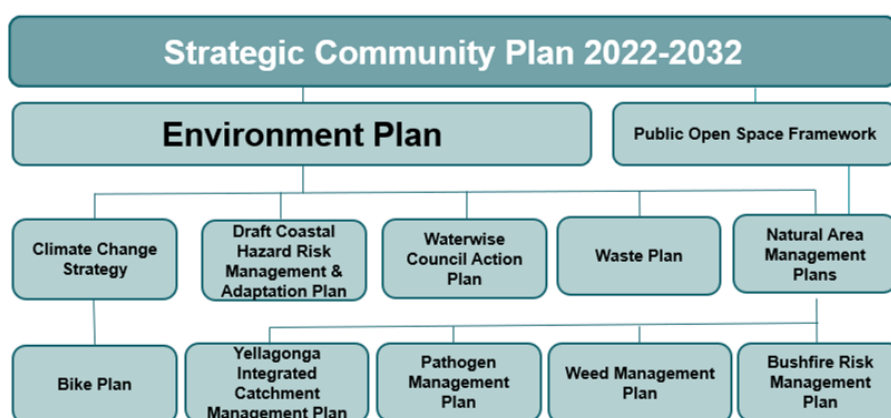 Strategic Community Plan 2022-2032
Environment Plan
Public Open Space Framework
Climate Change
Strategy
Draft Coastal
Hazard Risk
Management &
Adaptation Plan
Waterwise
Council Action
Plan
Waste Plan
Natural Area
Management
Plans
Bike Plan
Yellagonga
Integrated
Catchment
Management Plan
Pathogen
Management
Plan
Weed Management
Plan
Bushfire Risk
Management
Plan